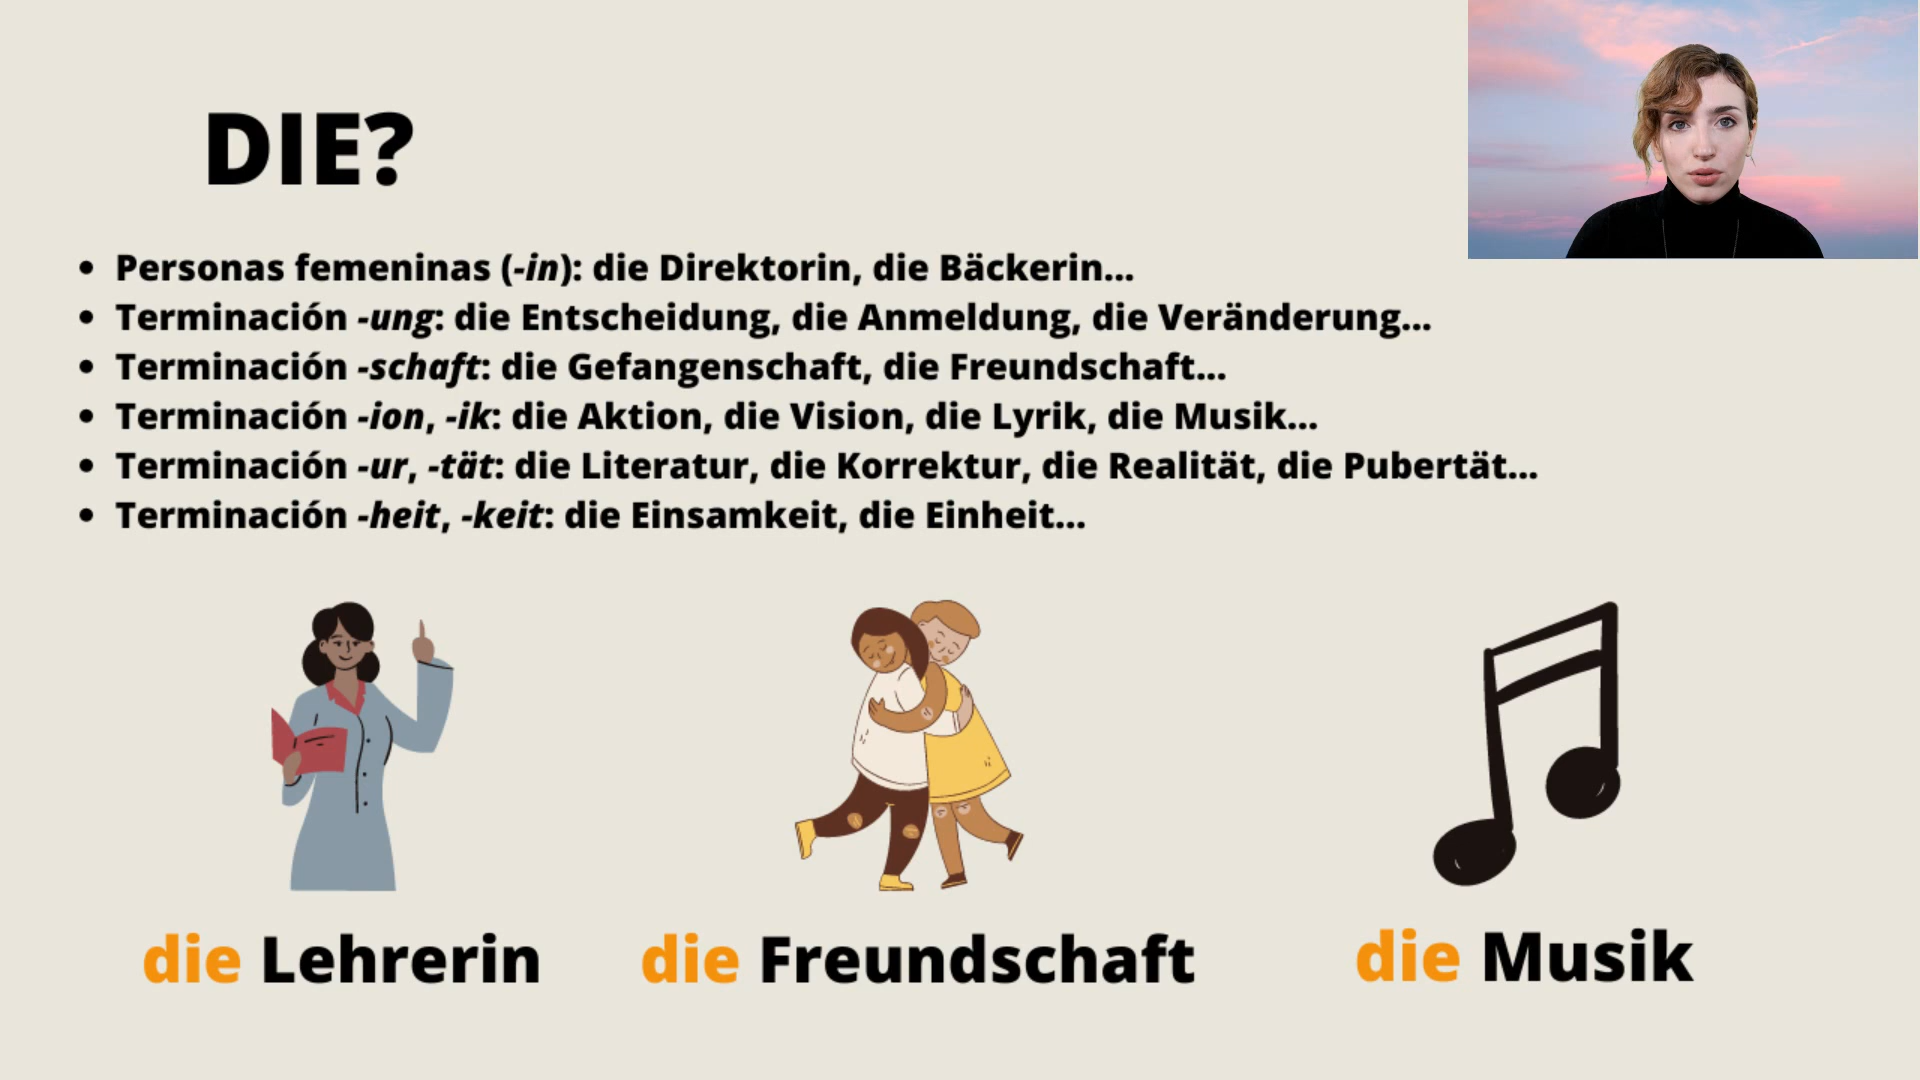 DIE?
• Personas femeninas (-in): die Direktorin, die Bäckerin...
• Terminación -ung: die Entscheidung, die Anmeldung, die Veränderung...
• Terminación -schaft: die Gefangenschaft, die Freundschaft...
• Terminación -ion, -ik: die Aktion, die Vision, die Lyrik, die Musik...
• Terminación -ur, -tät: die Literatur, die Korrektur, die Realität, die Pubertät...
• Terminación -heit, -keit: die Einsamkeit, die Einheit...
die Lehrerin
die Freundschaft
die Musik